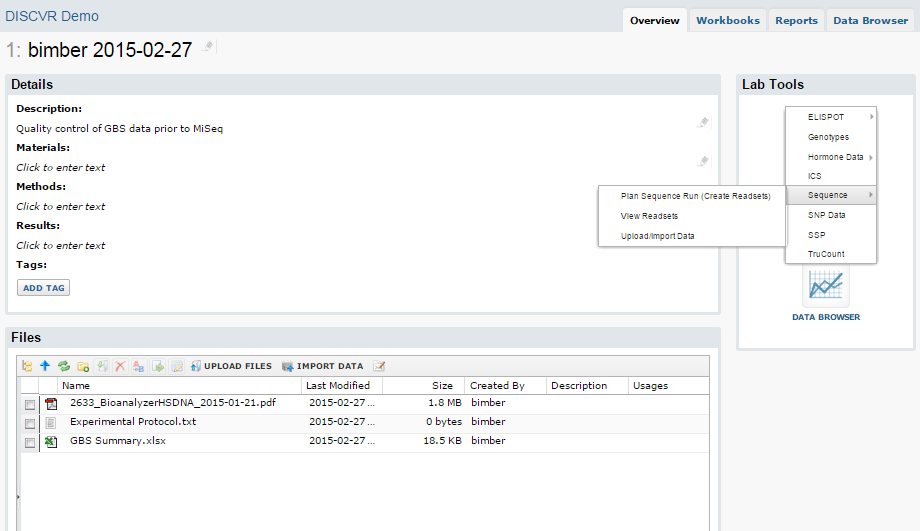 DISCVR Demo
Overview Workbooks Reports Data Browser
1: bimber 2015-02-27
Details
Description:
Quality control of GBS data prior to MiSeq
Materials:
Click to enter text
Methods:
Click to enter text
Results:
Click to enter text
Tags:
ADD TAG
Lab Tools
ELISPOT
Genotypes
Hormone Data
ICS
Sequence
SNP Data
SSP
TruCount
Plan Sequence Run (Create Readsets)
View Readsets
Upload/Import Data
DATA BROWSER
Files
UPLOAD FILES IMPORT DATA
Name Last Modified Size Created By Description Usages
2633_BioanalyzerHSDNA_2015-01-21.pdf 2015-02-27 ... 1.8 MB bimber
Experimental Protocol.txt 2015-02-27 ... 0 bytes bimber
GBS Summary.xlsx 2015-02-27 ... 18.5 KB bimber